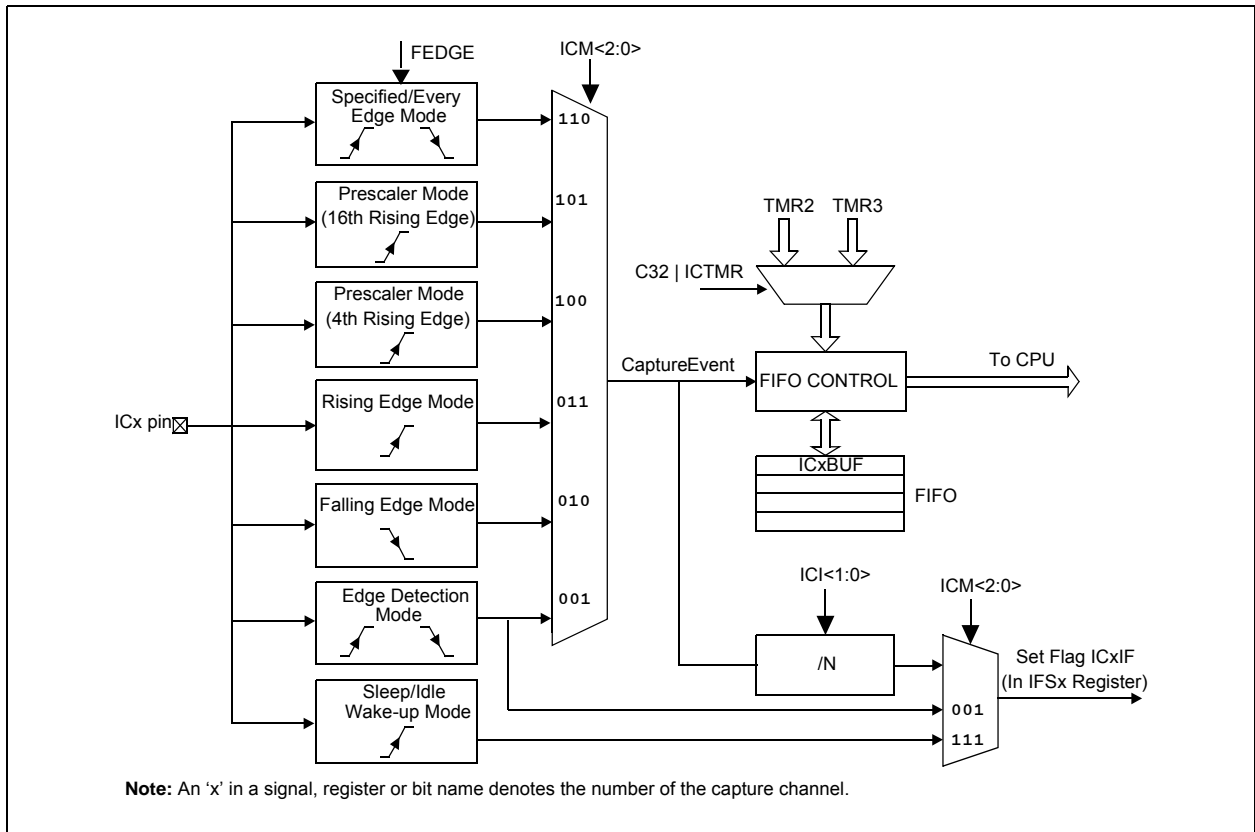 FEDGE
ICM<2:0>
Specified/Every
Edge Mode
110
Prescaler Mode
(16th Rising Edge)
101
TMR2
TMR3
C32 | ICTMR
Prescaler Mode
(4th Rising Edge)
100
CaptureEvent
FIFO CONTROL
To CPU
ICx pin
Rising Edge Mode
011
ICxBUF
FIFO
Falling Edge Mode
010
ICI<1:0>
ICM<2:0>
Edge Detection
Mode
001
/N
Set Flag ICxIF
(In IFSx Register)
Sleep/Idle
Wake-up Mode
001
111
Note: An ‘x’ in a signal, register or bit name denotes the number of the capture channel.